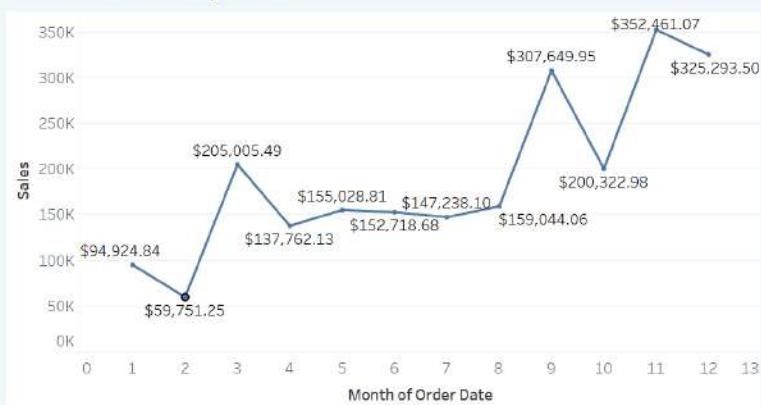 350K
$352,461.07
$307,649.95
$325,293.50
300K
250K
$205,005.49
200K
$200,322.98
Sales
$155,028.81
$147,238.10
150K
$159,044.06
$152,718.68
$137,762.13
$94,924.84
100K
50K
$59,751.25
0K
0 1 2 3 4 5 6 7 8 9 10 11 12 13
Month of Order Date